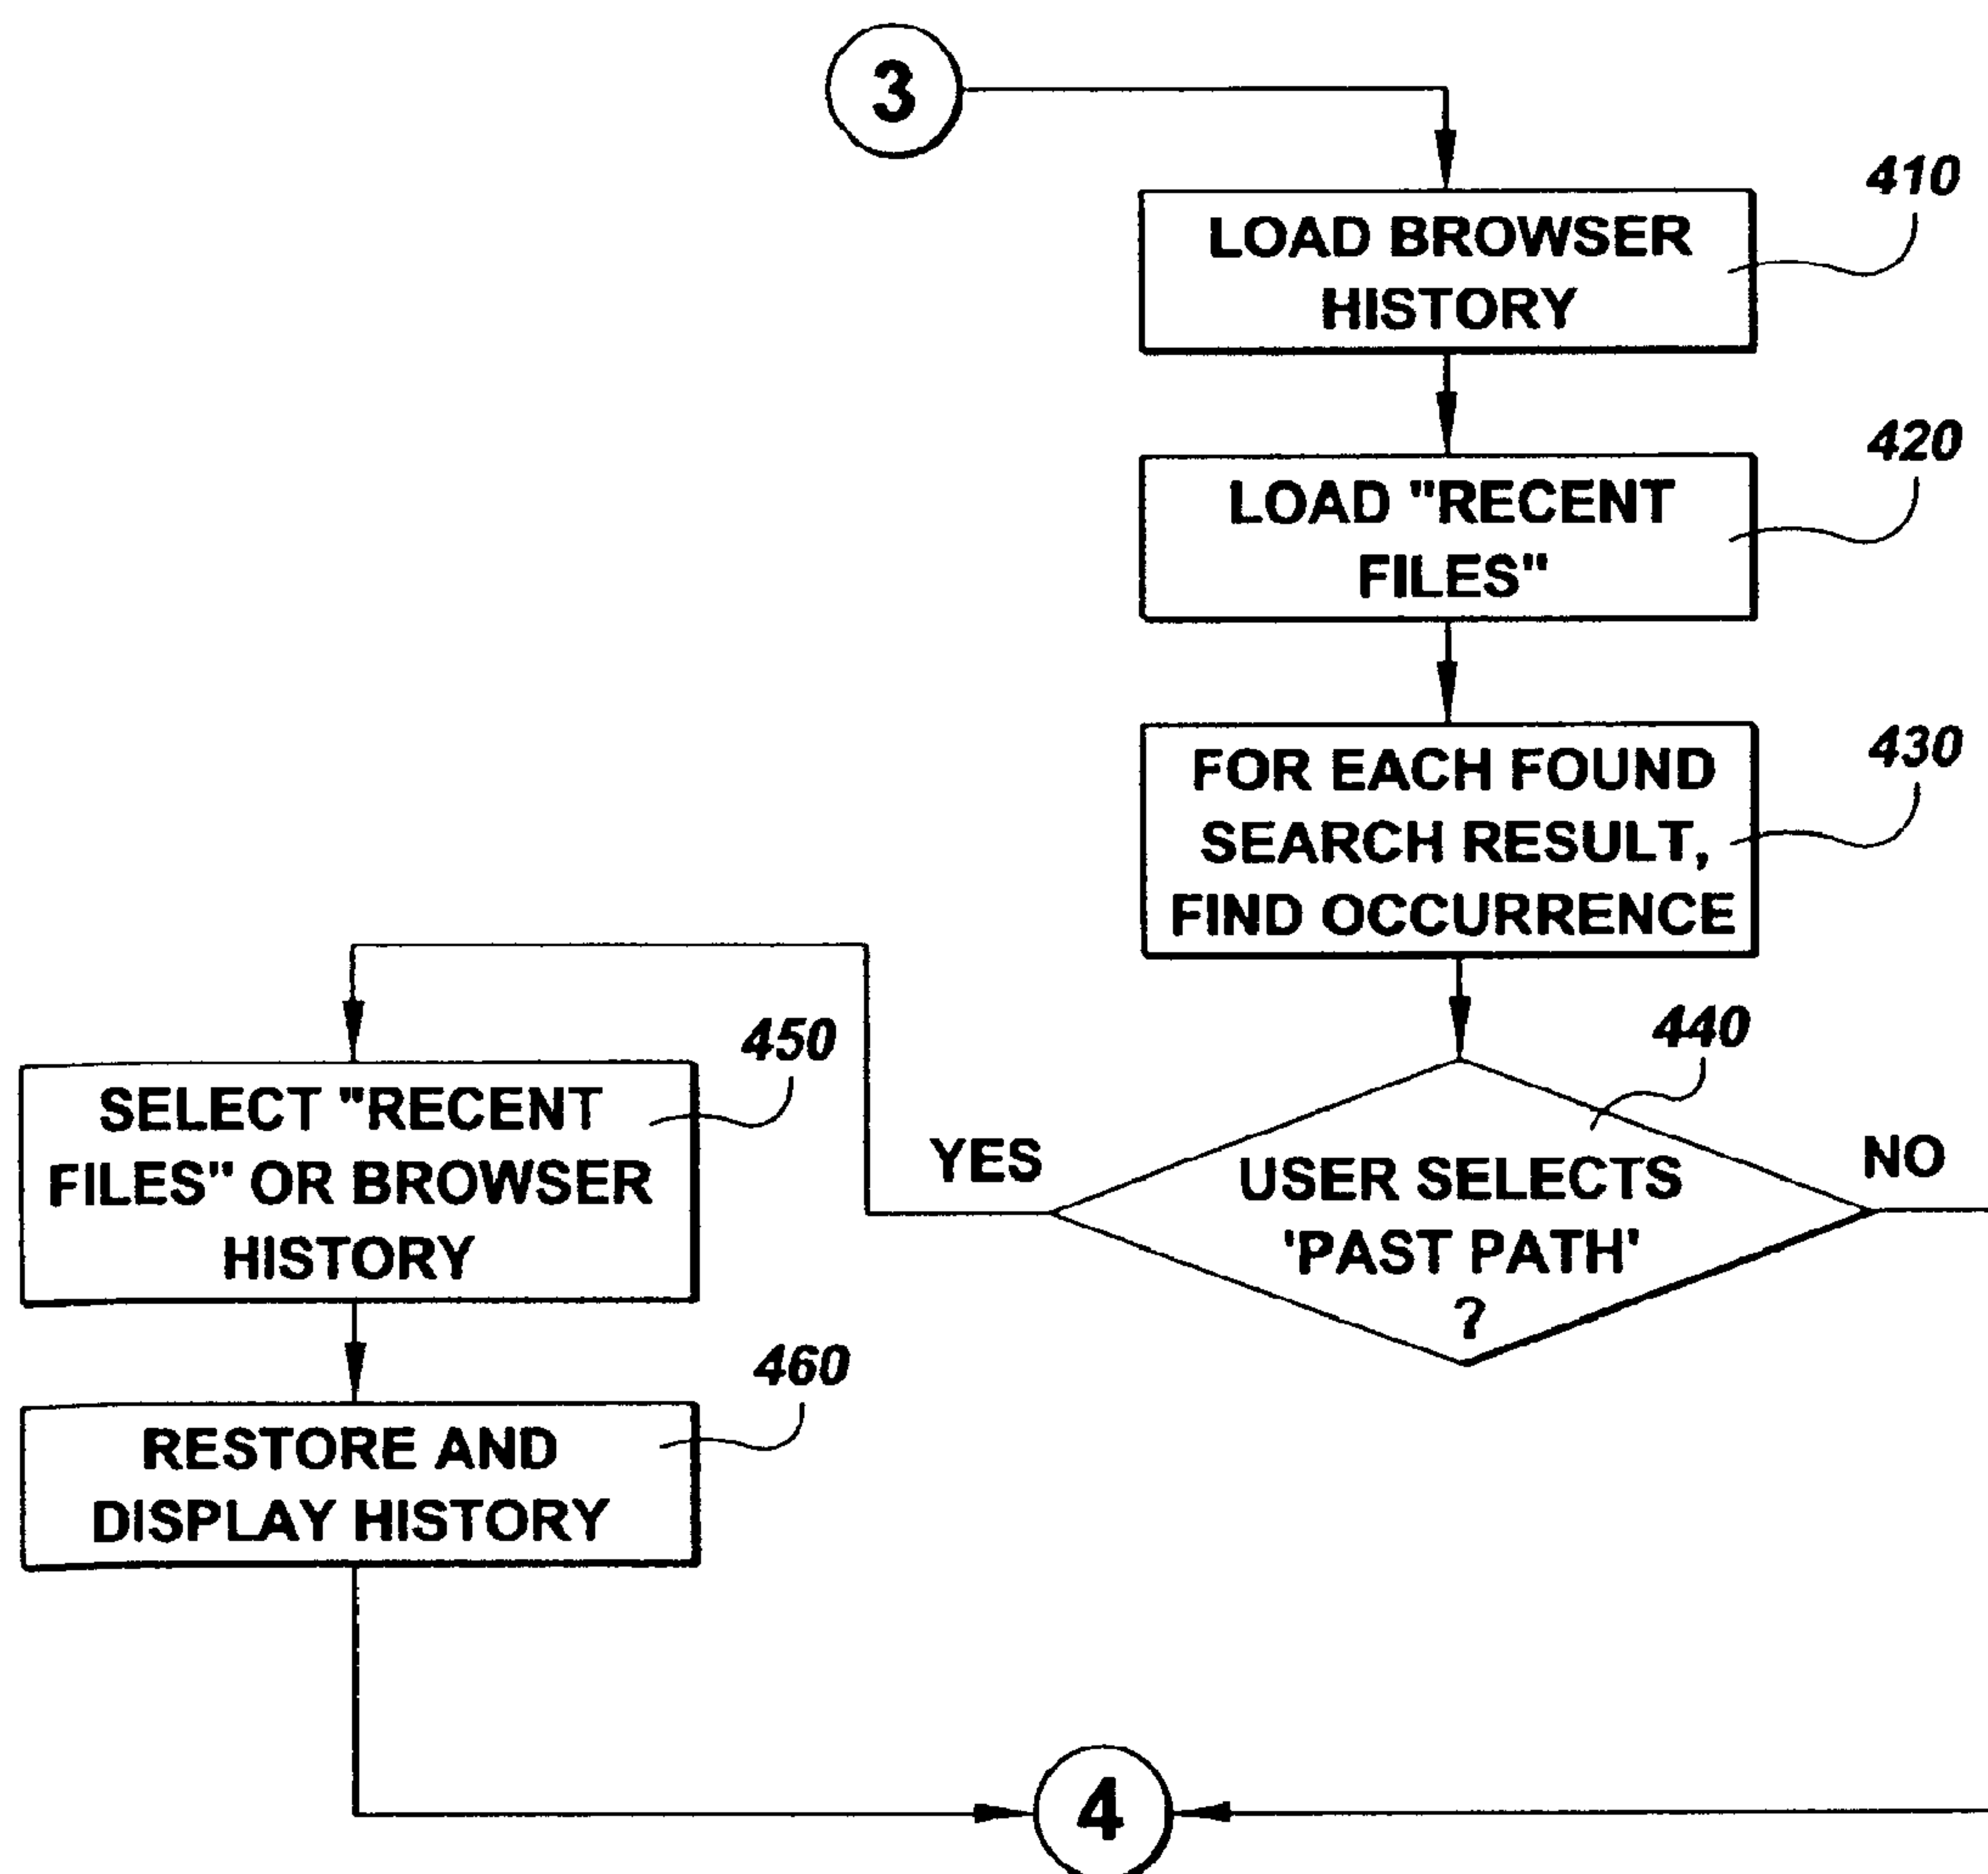 3
410
LOAD BROWSER
HISTORY
420
LOAD "RECENT
FILES"
430
FOR EACH FOUND
SEARCH RESULT,
FIND OCCURRENCE
440
USER SELECTS
'PAST PATH'
?
YES
NO
450
SELECT "RECENT
FILES" OR BROWSER
HISTORY
460
RESTORE AND
DISPLAY HISTORY
4